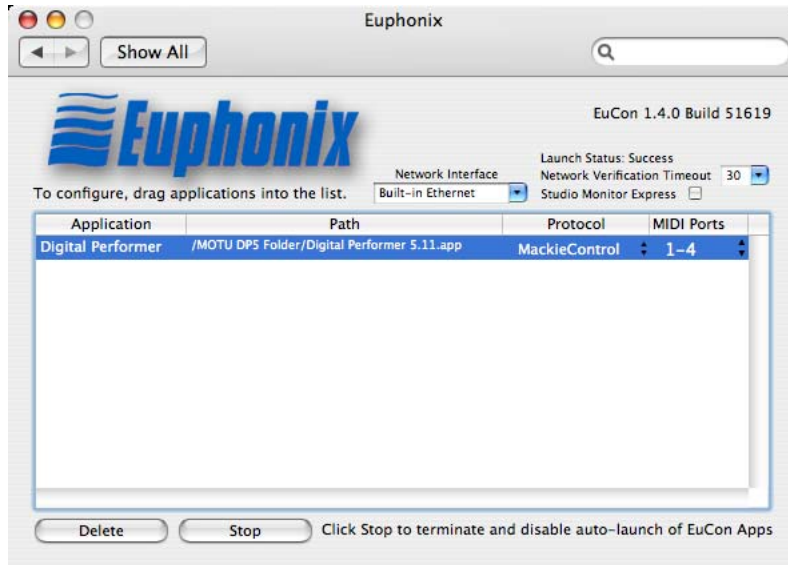 Euphonix
Show All
Euphonix
EuCon 1.4.0 Build 51619
Launch Status: Success
Network Interface
Network Verification Timeout 30
To configure, drag applications into the list.
Built-in Ethernet
Studio Monitor Express
Application Path Protocol MIDI Ports
Digital Performer /MOTU DP5 Folder/Digital Performer 5.11.app MackieControl 1-4
Delete Stop Click Stop to terminate and disable auto-launch of EuCon Apps